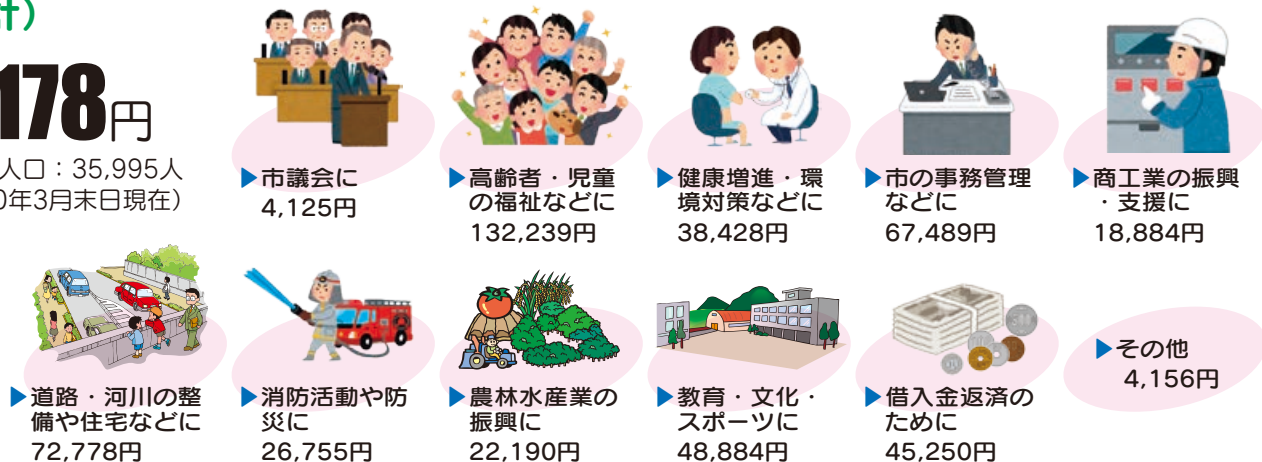 計）
178円
人口：35,995人
0年3月末日現在）
▶市議会に
4,125円
▶高齢者・児童
の福祉などに
132,239円
▶健康増進・環
境対策などに
38,428円
▶市の事務管理
などに
67,489円
▶商工業の振興
・支援に
18,884円
▶道路・河川の整
備や住宅などに
72,778円
▶消防活動や防
災に
26,755円
▶農林水産業の
振興に
22,190円
▶教育・文化・
スポーツに
48,884円
▶借入金返済の
ために
45,250円
▶その他
4,156円